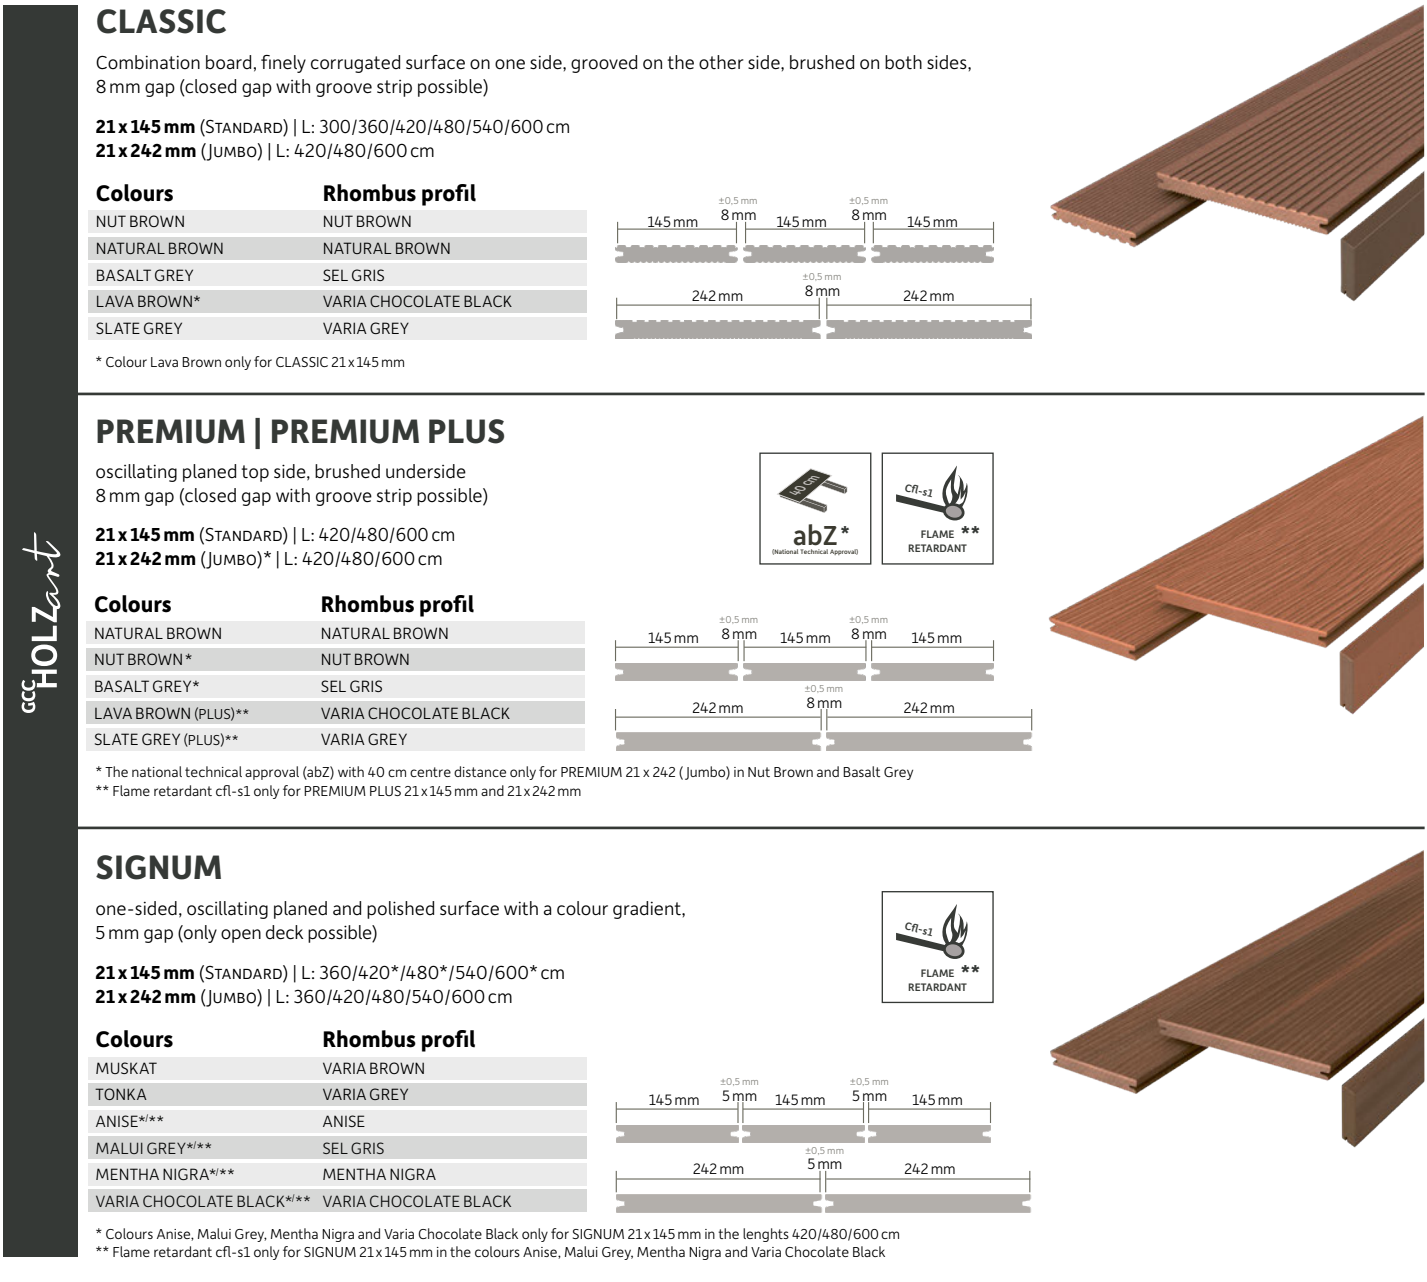 GCC HOLZart
CLASSIC
Combination board, finely corrugated surface on one side, grooved on the other side, brushed on both sides,
8 mm gap (closed gap with groove strip possible)
21 x 145 mm (STANDARD) | L: 300/360/420/480/540/600 cm
21 x 242 mm (JUMBO) | L: 420/480/600 cm
Colours Rhombus profil
NUT BROWN NUT BROWN
NATURAL BROWN NATURAL BROWN
BASALT GREY SEL GRIS
LAVA BROWN* VARIA CHOCOLATE BLACK
SLATE GREY VARIA GREY
* Colour Lava Brown only for CLASSIC 21 x 145 mm
±0,5 mm ±0,5 mm
145 mm 8 mm 145 mm 8 mm 145 mm
±0,5 mm
242 mm 8 mm 242 mm
PREMIUM | PREMIUM PLUS
oscillating planed top side, brushed underside
8 mm gap (closed gap with groove strip possible)
21 x 145 mm (STANDARD) | L: 420/480/600 cm
21 x 242 mm (JUMBO)* | L: 420/480/600 cm
40 cm
abZ*
(National Technical Approval)
Cfl-s1
FLAME **
RETARDANT
Colours Rhombus profil
NATURAL BROWN NATURAL BROWN
NUT BROWN* NUT BROWN
BASALT GREY* SEL GRIS
LAVA BROWN (PLUS)** VARIA CHOCOLATE BLACK
SLATE GREY (PLUS)** VARIA GREY
±0,5 mm ±0,5 mm
145 mm 8 mm 145 mm 8 mm 145 mm
±0,5 mm
242 mm 8 mm 242 mm
* The national technical approval (abZ) with 40 cm centre distance only for PREMIUM 21 x 242 (Jumbo) in Nut Brown and Basalt Grey
** Flame retardant cfl-s1 only for PREMIUM PLUS 21 x 145 mm and 21 x 242 mm
SIGNUM
one-sided, oscillating planed and polished surface with a colour gradient,
5 mm gap (only open deck possible)
21 x 145 mm (STANDARD) | L: 360/420*/480*/540/600* cm
21 x 242 mm (JUMBO) | L: 360/420/480/540/600 cm
Cfl-s1
FLAME **
RETARDANT
Colours Rhombus profil
MUSKAT VARIA BROWN
TONKA VARIA GREY
ANISE*/** ANISE
MALUI GREY*/** SEL GRIS
MENTHA NIGRA*/** MENTHA NIGRA
VARIA CHOCOLATE BLACK*/** VARIA CHOCOLATE BLACK
±0,5 mm ±0,5 mm
145 mm 5 mm 145 mm 5 mm 145 mm
±0,5 mm
242 mm 5 mm 242 mm
* Colours Anise, Malui Grey, Mentha Nigra and Varia Chocolate Black only for SIGNUM 21 x 145 mm in the lenghts 420/480/600 cm
** Flame retardant cfl-s1 only for SIGNUM 21 x 145 mm in the colours Anise, Malui Grey, Mentha Nigra and Varia Chocolate Black